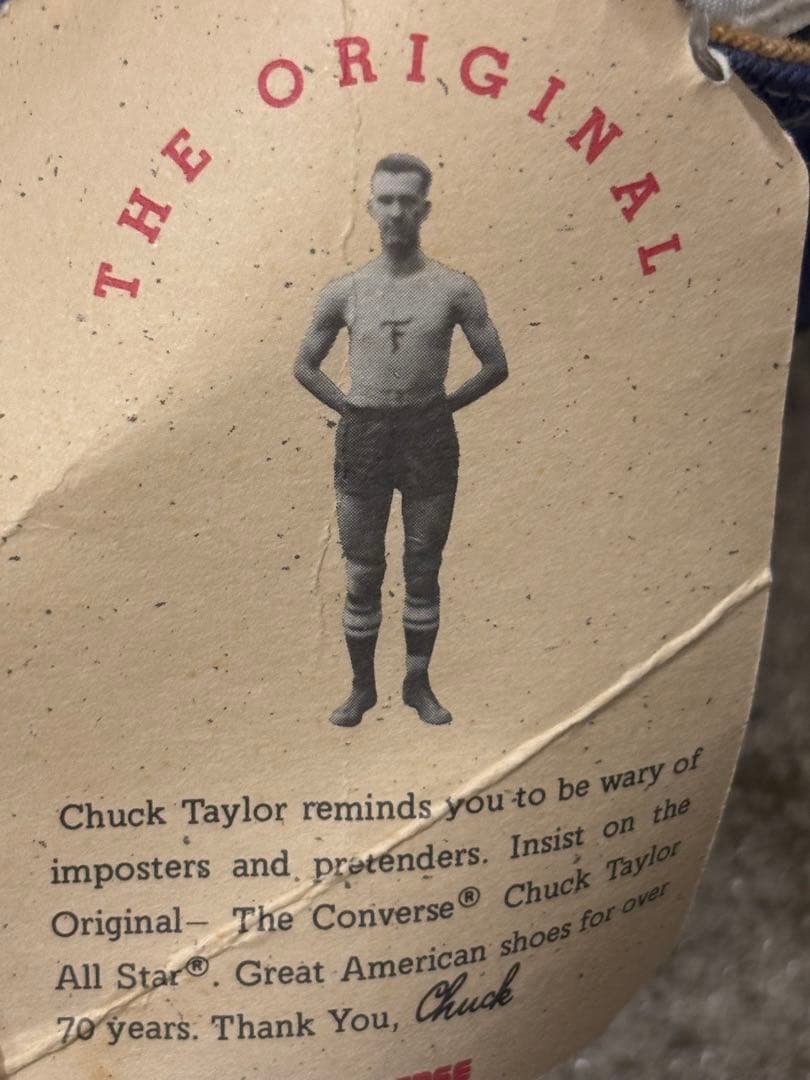 THE ORIGINAL
Chuck Taylor reminds you to be wary of
imposters and pretenders. Insist on the
Original– The Converse® Chuck Taylor
All Star®. Great American shoes for over
70 years. Thank You, Chuck